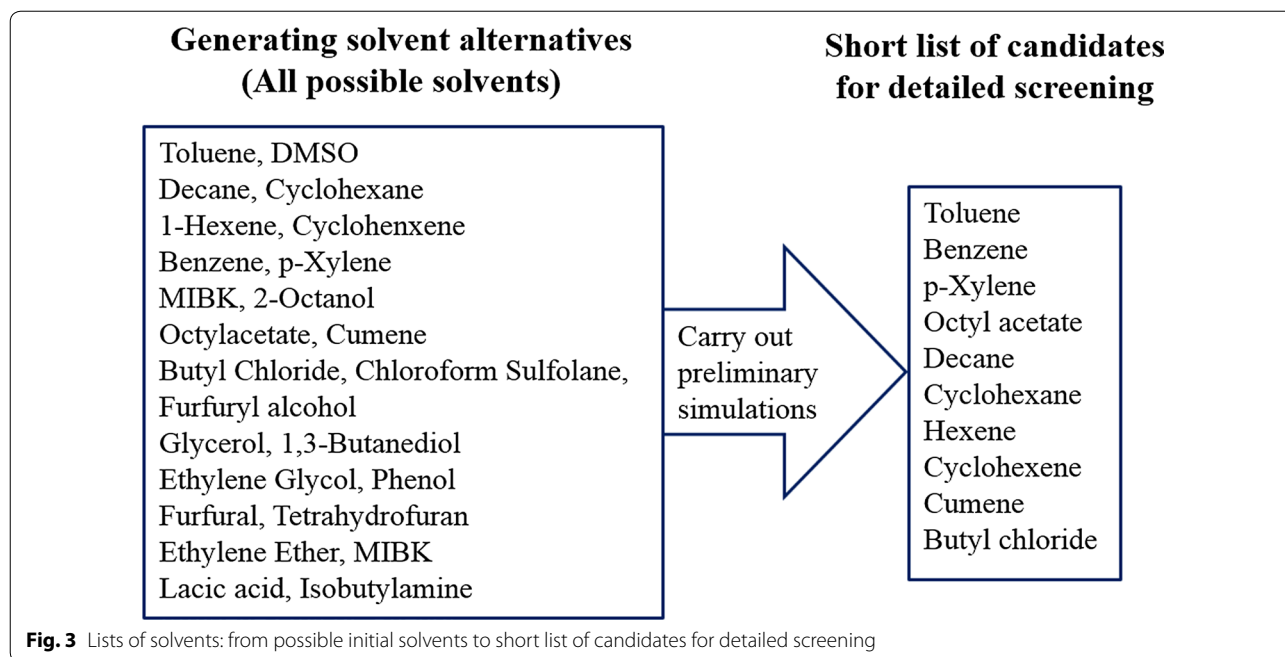 Generating solvent alternatives
(All possible solvents)
Short list of candidates
for detailed screening
Toluene, DMSO
Decane, Cyclohexane
1-Hexene, Cyclohenxene
Benzene, p-Xylene
MIBK, 2-Octanol
Octylacetate, Cumene
Butyl Chloride, Chloroform Sulfolane,
Furfuryl alcohol
Glycerol, 1,3-Butanediol
Ethylene Glycol, Phenol
Furfural, Tetrahydrofuran
Ethylene Ether, MIBK
Lacic acid, Isobutylamine
Carry out
preliminary
simulations
Toluene
Benzene
p-Xylene
Octyl acetate
Decane
Cyclohexane
Hexene
Cyclohexene
Cumene
Butyl chloride
Fig. 3 Lists of solvents: from possible initial solvents to short list of candidates for detailed screening